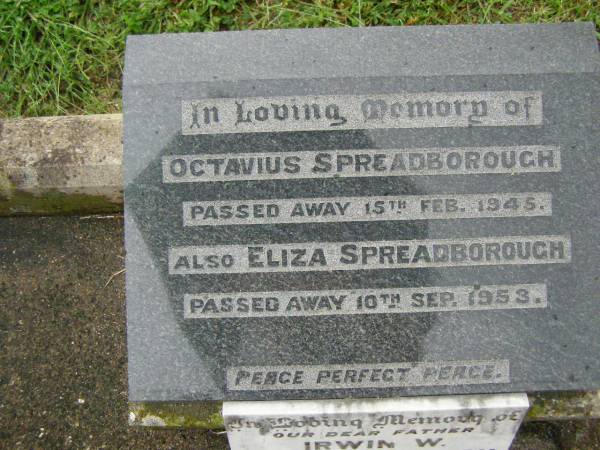 In Loving Memory of
OCTAVIUS SPREADBOROUGH
PASSED AWAY 15TH FEB. 1945.
ALSO ELIZA SPREADBOROUGH
PASSED AWAY 10TH SEP. 1953.
PEACE PERFECT PEACE.
In Loving Memory of
OUR DEAR FATHER
IRWIN W.